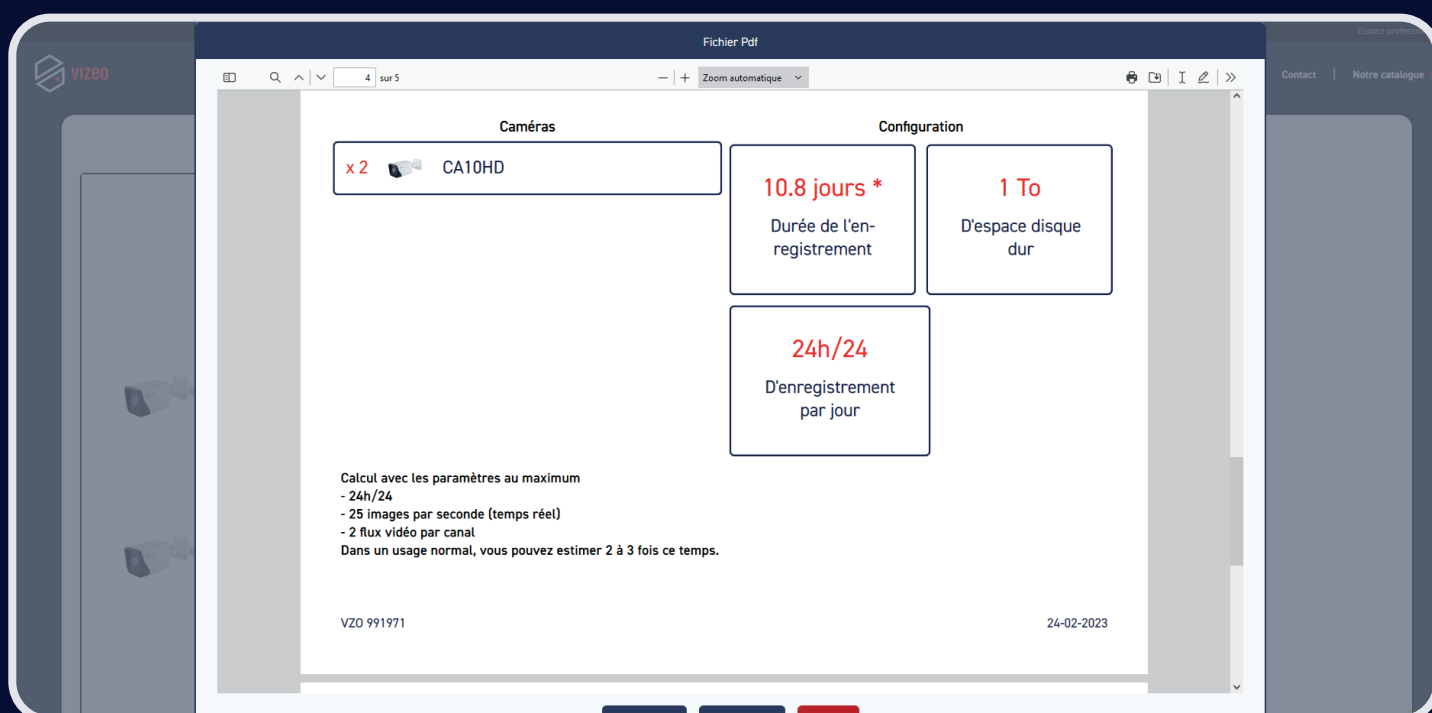 Fichier Pdf
Espace profession
VIZEO
Contact | Notre catalogue
4 sur 5
Zoom automatique
Caméras
Configuration
x 2 CA10HD
10.8 jours *
Durée de l'en-
registrement
1 To
D'espace disque
dur
24h/24
D'enregistrement
par jour
Calcul avec les paramètres au maximum
- 24h/24
- 25 images par seconde (temps réel)
- 2 flux vidéo par canal
Dans un usage normal, vous pouvez estimer 2 à 3 fois ce temps.
VZO 991971
24-02-2023